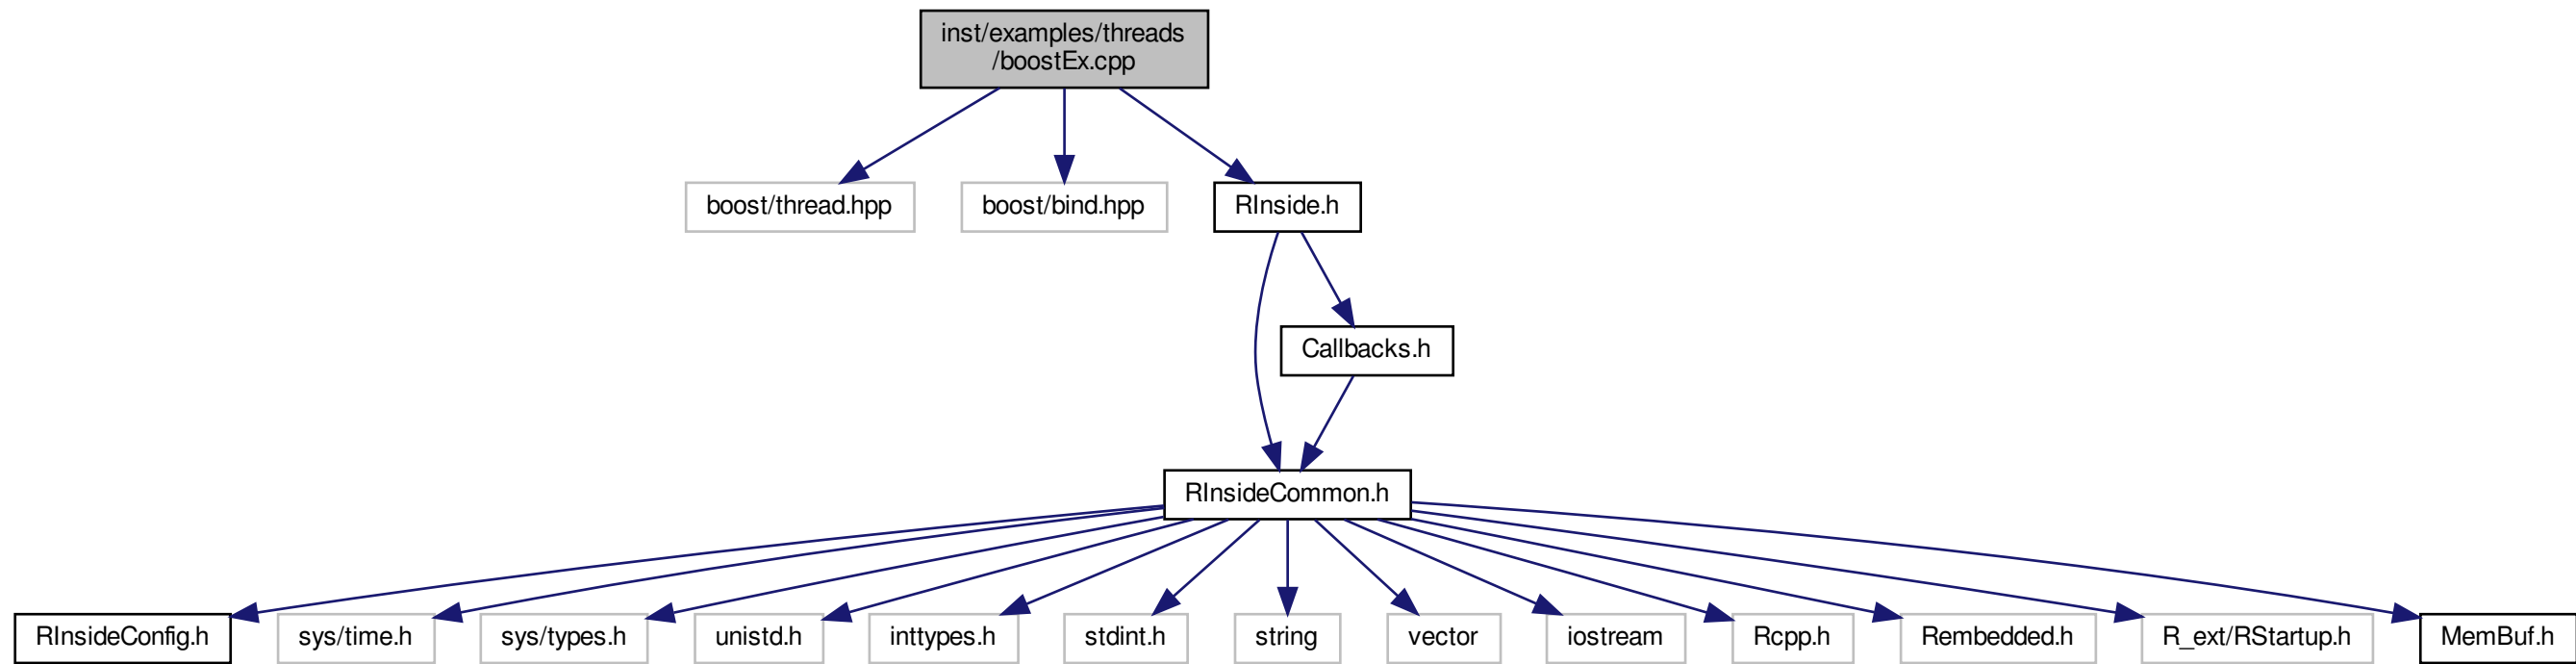 inst/examples/threads
/boostEx.cpp
boost/thread.hpp
boost/bind.hpp
RInside.h
Callbacks.h
RInsideCommon.h
RInsideConfig.h
sys/time.h
sys/types.h
unistd.h
inttypes.h
stdint.h
string
vector
iostream
Rcpp.h
Rembedded.h
R_ext/RStartup.h
MemBuf.h